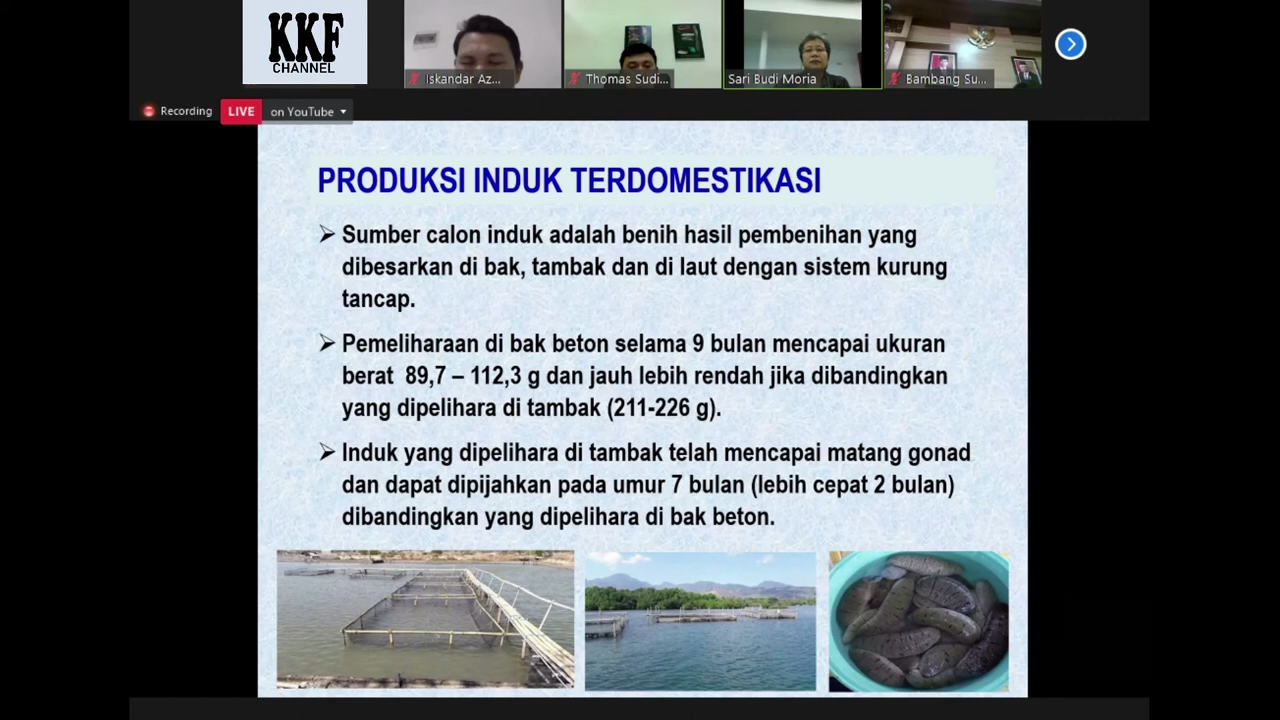 KKF
CHANNEL
Iskandar Az...
Thomas Sudi...
Sari Budi Moria
Bambang Su...
Recording
LIVE on YouTube
PRODUKSI INDUK TERDOMESTIKASI
➢ Sumber calon induk adalah benih hasil pembenihan yang
dibesarkan di bak, tambak dan di laut dengan sistem kurung
tancap.
➢ Pemeliharaan di bak beton selama 9 bulan mencapai ukuran
berat 89,7 – 112,3 g dan jauh lebih rendah jika dibandingkan
yang dipelihara di tambak (211-226 g).
➢ Induk yang dipelihara di tambak telah mencapai matang gonad
dan dapat dipijahkan pada umur 7 bulan (lebih cepat 2 bulan)
dibandingkan yang dipelihara di bak beton.